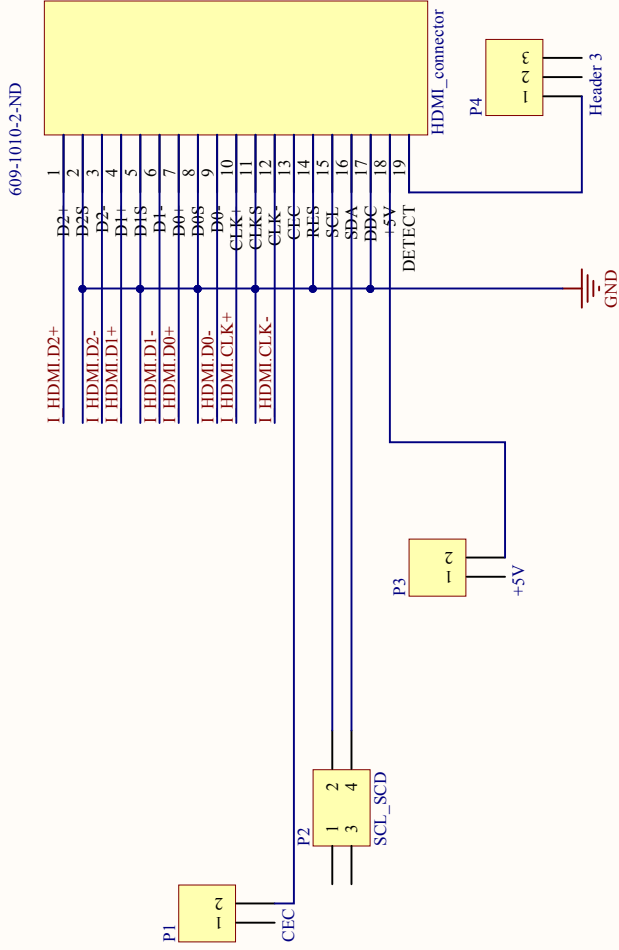 609-1010-2-ND
HDMI_connector
1
2
3
4
5
6
7
8
9
10
11
12
13
14
15
16
17
18
19
D2+
D2S
D2-
D1+
D1S
D1-
D0+
D0S
D0-
CLK+
CLKS
CLK-
CEC
RES
SCL
SDA
DDC
+5V
DETECT
I_HDMI.D2+
I_HDMI.D2-
I_HDMI.D1+
I_HDMI.D1-
I_HDMI.D0+
I_HDMI.D0-
I_HDMI.CLK+
I_HDMI.CLK-
P4
3
2
1
Header 3
GND
P3
2
1
+5V
P2
2
4
1
3
SCL_SCD
P1
2
1
CEC